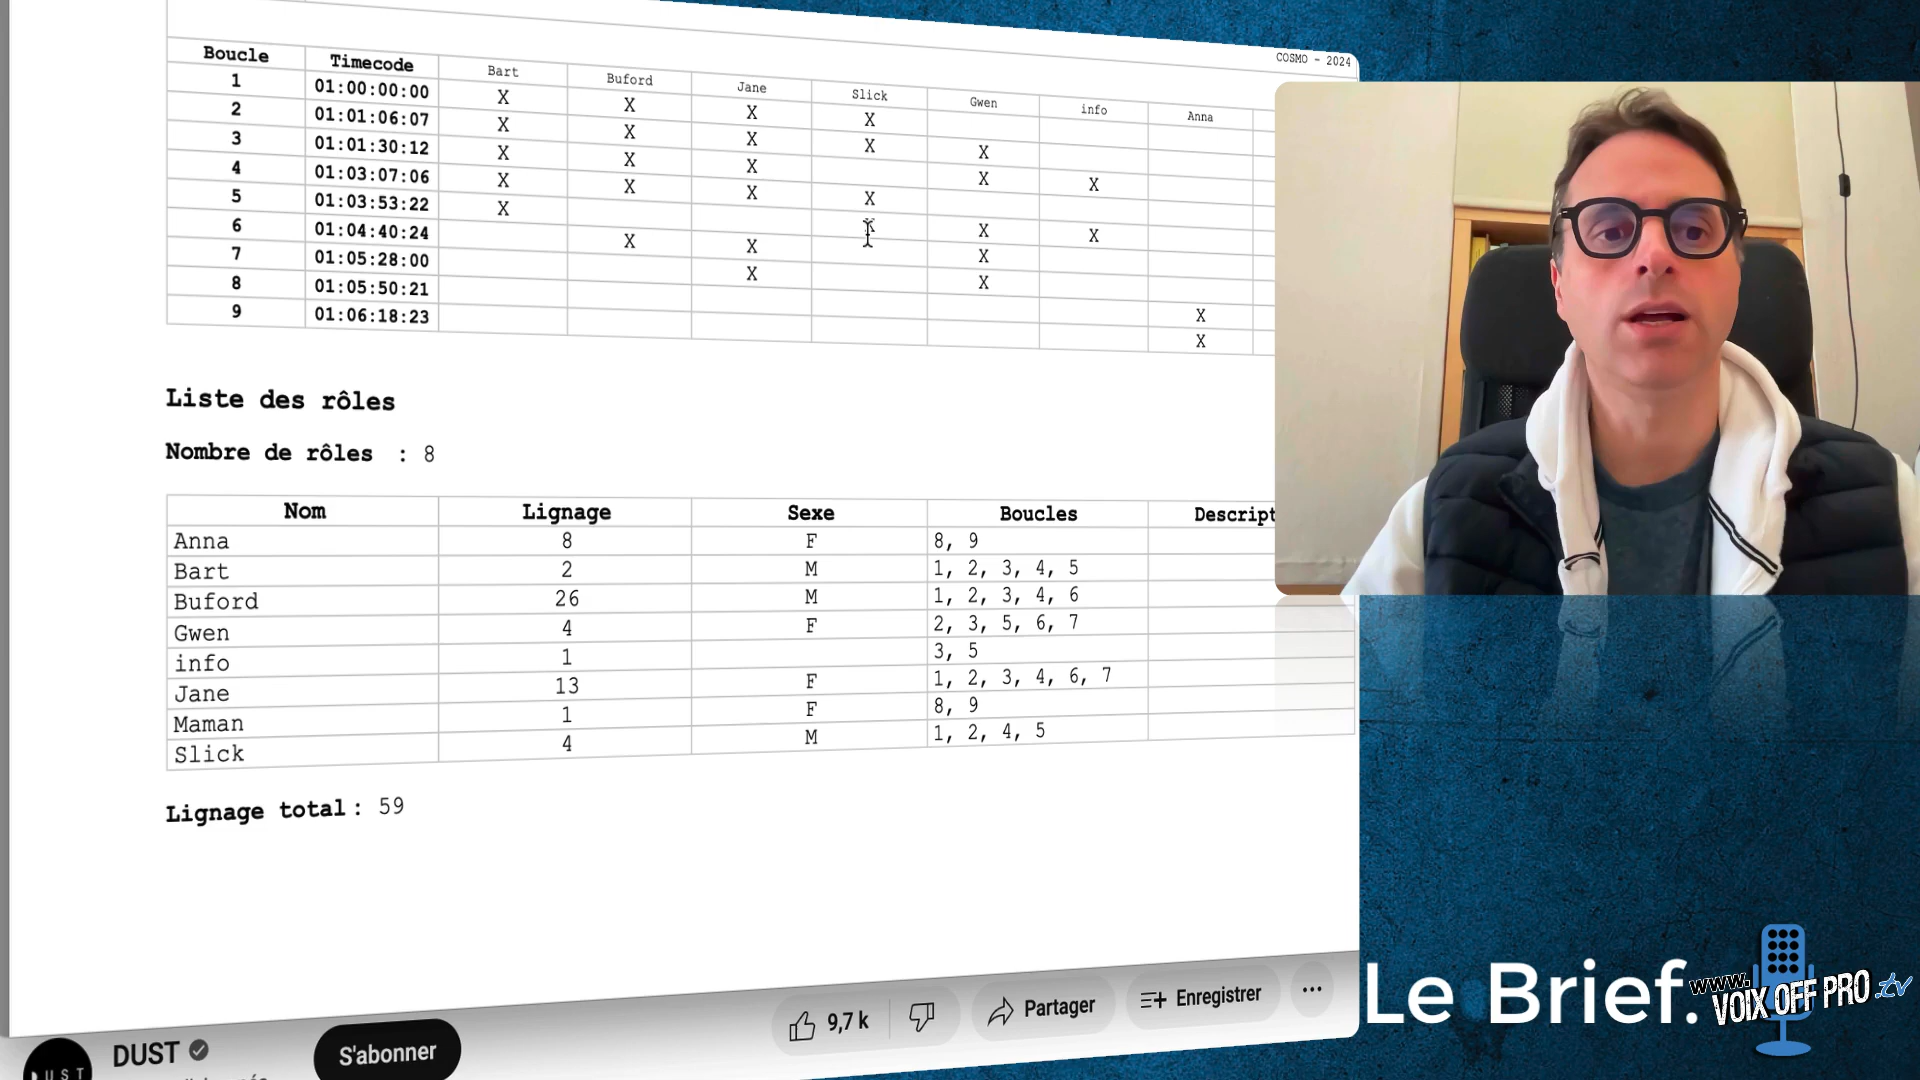 COSMO - 2024
Boucle Timecode Bart Buford Jane Slick Gwen info Anna
1 01:00:00:00 X X X X
2 01:01:06:07 X X X X X
3 01:01:30:12 X X X X X
4 01:03:07:06 X X X X
5 01:03:53:22 X X X X
6 01:04:40:24 X X X
7 01:05:28:00 X X
8 01:05:50:21 X
9 01:06:18:23 X
Liste des rôles
Nombre de rôles : 8
Nom Lignage Sexe Boucles Descript
Anna 8 F 8, 9
Bart 2 M 1, 2, 3, 4, 5
Buford 26 M 1, 2, 3, 4, 6
Gwen 4 F 2, 3, 5, 6, 7
info 1 3, 5
Jane 13 F 1, 2, 3, 4, 6, 7
Maman 1 F 8, 9
Slick 4 M 1, 2, 4, 5
Lignage total : 59
9,7 k Partager Enregistrer ...
DUST S'abonner
DUST
Le Brief.
www.
VOIX OFF PRO .tv